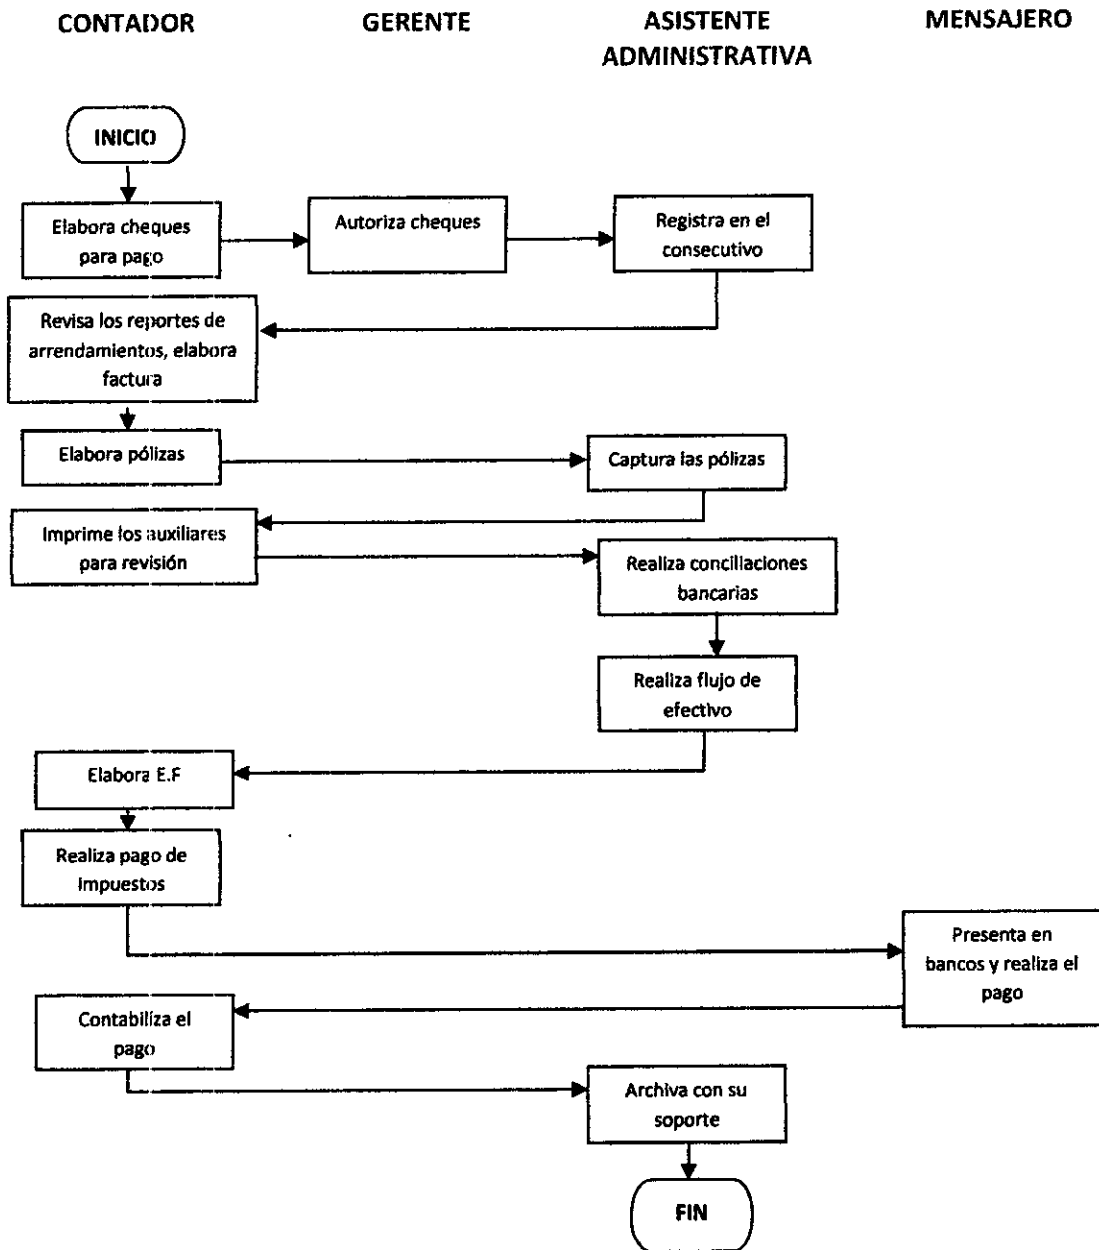 CONTADOR
GERENTE
ASISTENTE
ADMINISTRATIVA
MENSAJERO
INICIO
Elabora cheques
para pago
Autoriza cheques
Registra en el
consecutivo
Revisa los reportes de
arrendamientos, elabora
factura
Elabora pólizas
Captura las pólizas
Imprime los auxiliares
para revisión
Realiza conciliaciones
bancarias
Realiza flujo de
efectivo
Elabora E.F
Realiza pago de
impuestos
Presenta en
bancos y realiza el
pago
Contabiliza el
pago
Archiva con su
soporte
FIN